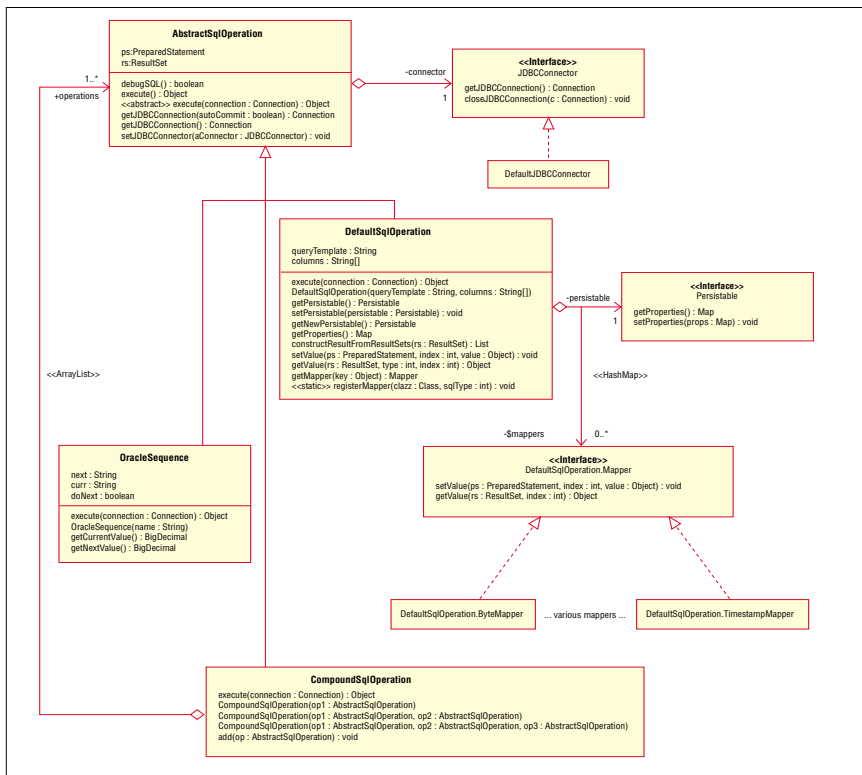 AbstractSqlOperation
ps:PreparedStatement
rs:ResultSet
debugSQL() : boolean
execute() : Object
<<abstract>> execute(connection : Connection) : Object
getJDBCConnection(autoCommit : boolean) : Connection
getJDBCConnection() : Connection
setJDBCConnector(aConnector : JDBCConnector) : void
1..*
+operations
-connector
1
<<Interface>>
JDBCConnector
getJDBCConnection() : Connection
closeJDBCConnection(c : Connection) : void
DefaultJDBCConnector
DefaultSqlOperation
queryTemplate : String
columns : String[]
execute(connection : Connection) : Object
DefaultSqlOperation(queryTemplate : String, columns : String[])
getPersistable() : Persistable
setPersistable(persistable : Persistable) : void
getNewPersistable() : Persistable
getProperties() : Map
constructResultFromResultSets(rs : ResultSet) : List
setValue(ps : PreparedStatement, index : int, value : Object) : void
getValue(rs : ResultSet, type : int, index : int) : Object
getMapper(key : Object) : Mapper
<<static>> registerMapper(clazz : Class, sqlType : int) : void
-persistable
1
<<Interface>>
Persistable
getProperties() : Map
setProperties(props : Map) : void
<<ArrayList>>
<<HashMap>>
-$mappers
0..*
OracleSequence
next : String
curr : String
doNext : boolean
execute(connection : Connection) : Object
OracleSequence(name : String)
getCurrentValue() : BigDecimal
getNextValue() : BigDecimal
<<Interface>>
DefaultSqlOperation.Mapper
setValue(ps : PreparedStatement, index : int, value : Object) : void
getValue(rs : ResultSet, index : int) : Object
DefaultSqlOperation.ByteMapper
... various mappers ...
DefaultSqlOperation.TimestampMapper
CompoundSqlOperation
execute(connection : Connection) : Object
CompoundSqlOperation(op1 : AbstractSqlOperation)
CompoundSqlOperation(op1 : AbstractSqlOperation, op2 : AbstractSqlOperation)
CompoundSqlOperation(op1 : AbstractSqlOperation, op2 : AbstractSqlOperation, op3 : AbstractSqlOperation)
add(op : AbstractSqlOperation) : void